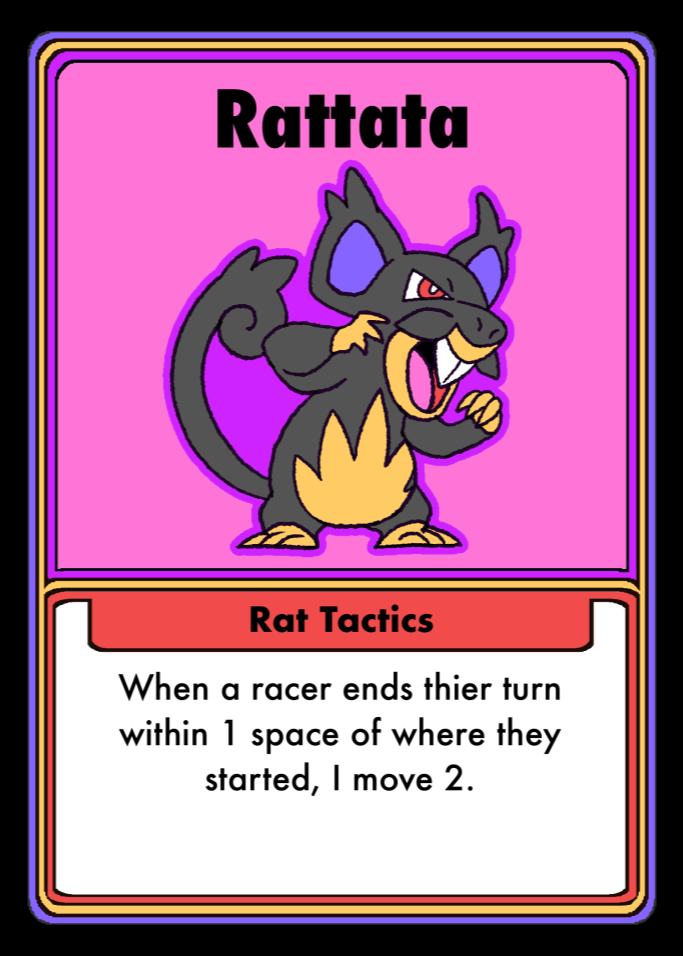 Rattata
Rat Tactics
When a racer ends thier turn
within 1 space of where they
started, I move 2.